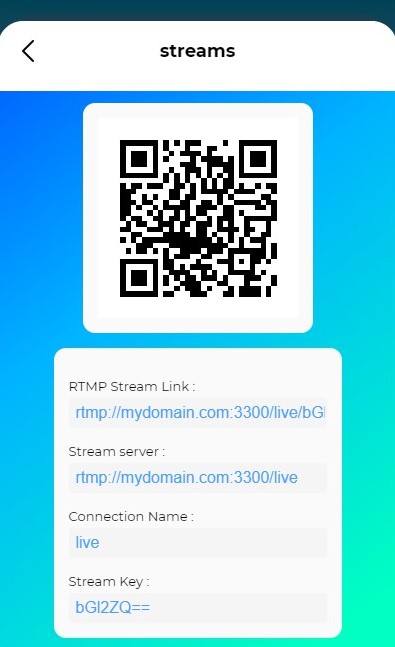 streams
RTMP Stream Link :
rtmp://mydomain.com:3300/live/bGl
Stream server :
rtmp://mydomain.com:3300/live
Connection Name :
live
Stream Key :
bGl2ZQ==